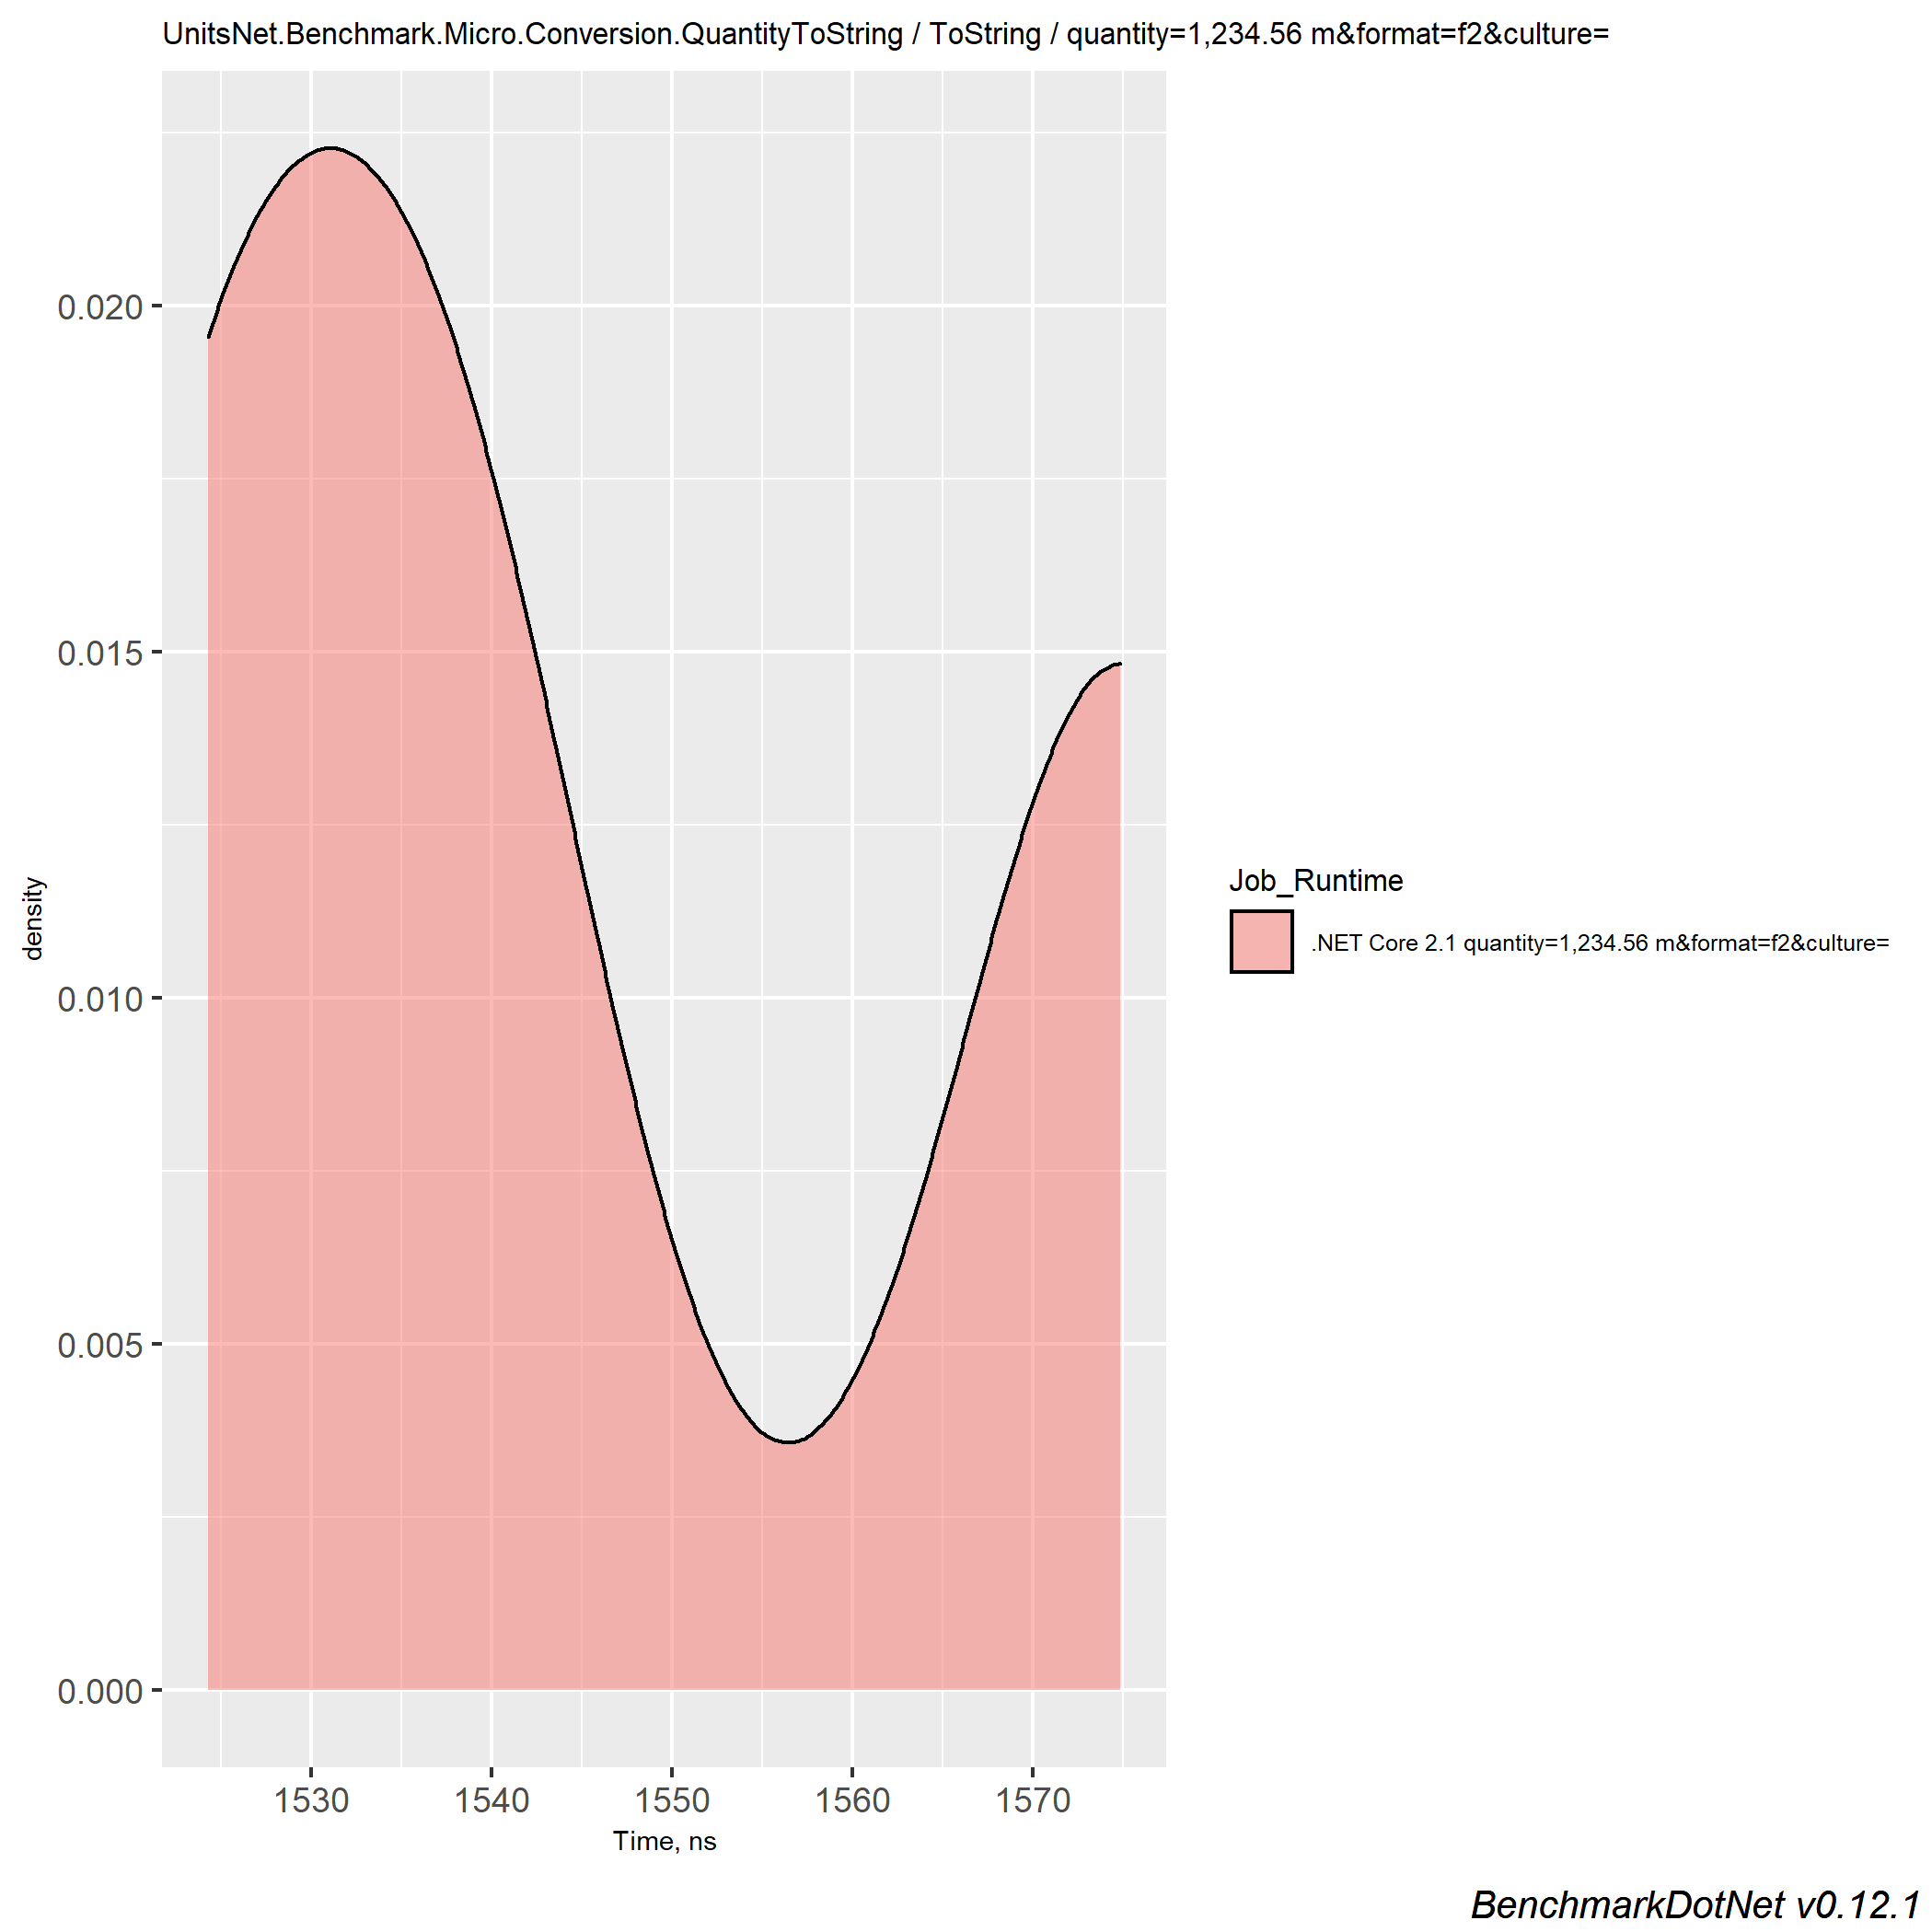 UnitsNet.Benchmark.Micro.Conversion.QuantityToString / ToString / quantity=1,234.56 m&format=f2&culture=
0.020
0.015
0.010
0.005
0.000
density
1530 1540 1550 1560 1570
Time, ns
Job_Runtime
.NET Core 2.1 quantity=1,234.56 m&format=f2&culture=
BenchmarkDotNet v0.12.1